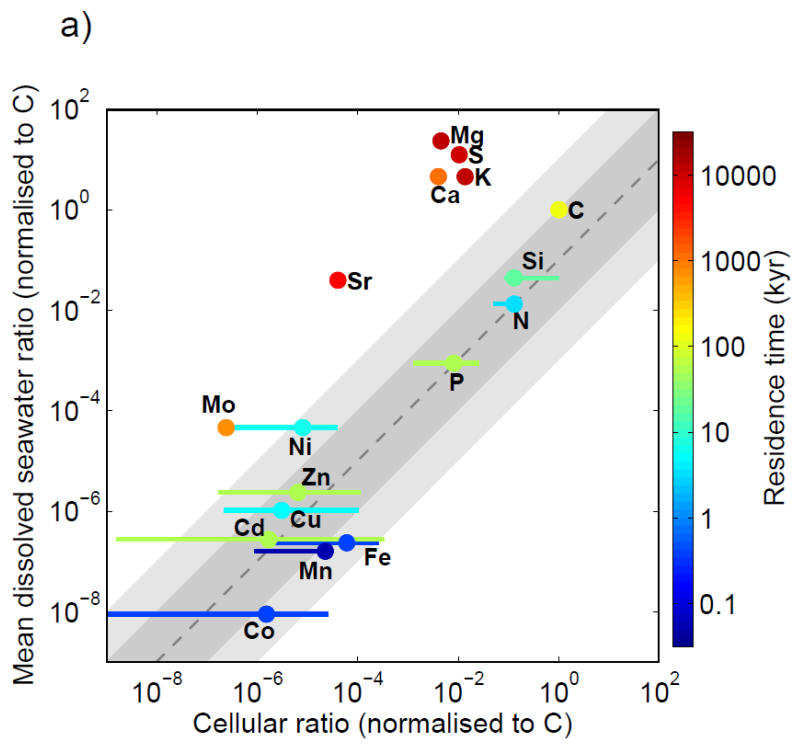 a)
Mean dissolved seawater ratio (normalised to C)
10^2
10^0
10^-2
10^-4
10^-6
10^-8
Mg
S
K
Ca
C
Sr
Si
N
P
Mo
Ni
Zn
Cu
Cd
Fe
Mn
Co
10^-8 10^-6 10^-4 10^-2 10^0 10^2
Cellular ratio (normalised to C)
10000
1000
100
10
1
0.1
Residence time (kyr)